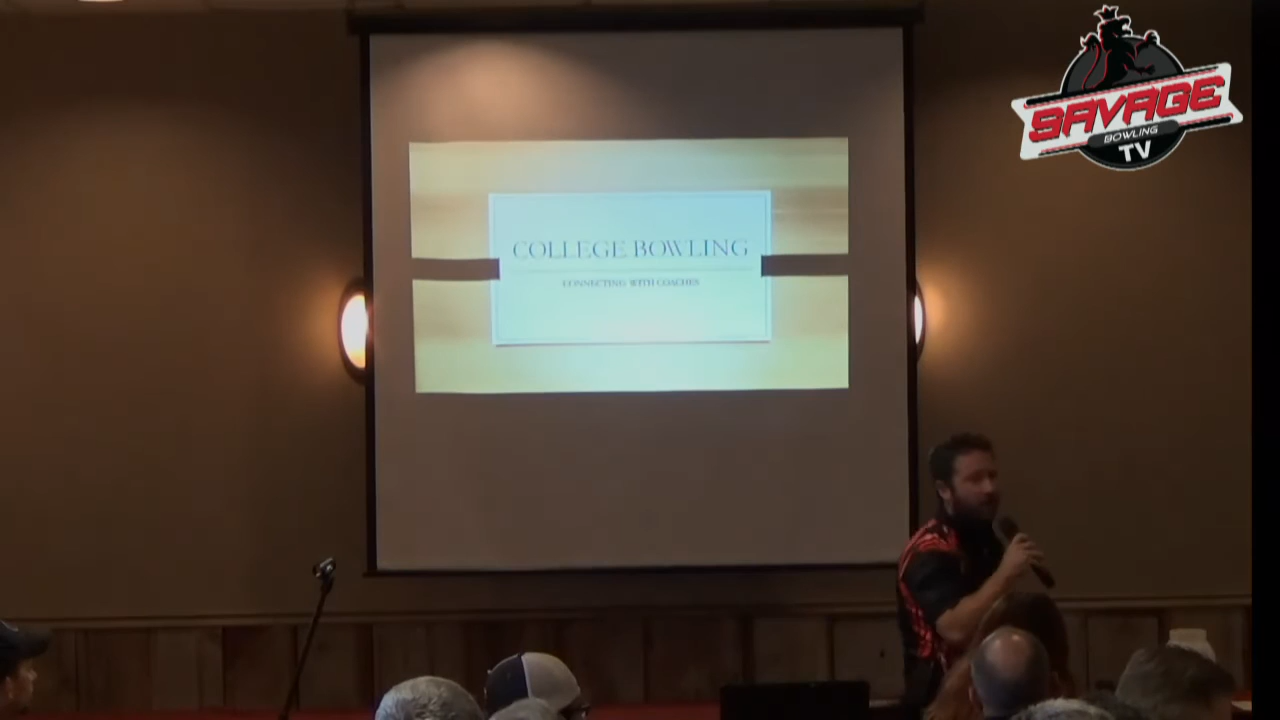 SAVAGE
BOWLING
TV
COLLEGE BOWLING
CONNECTING WITH COACHES